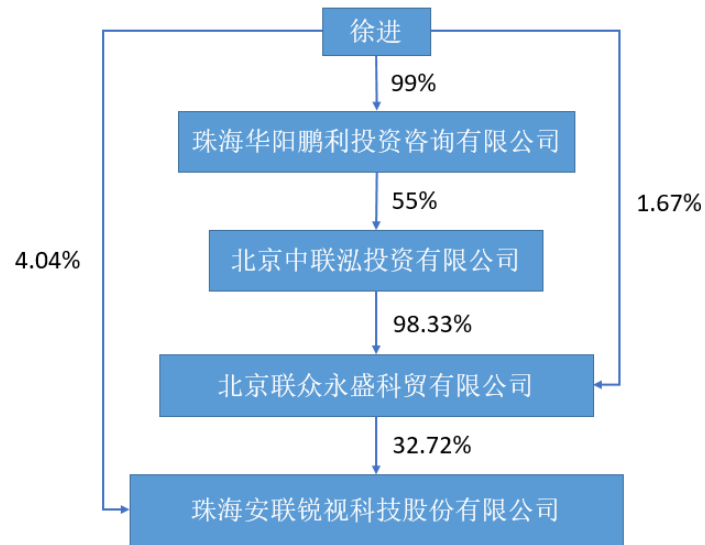 徐进
99%
珠海华阳鹏利投资咨询有限公司
55%
1.67%
北京中联泓投资有限公司
4.04%
98.33%
北京联众永盛科贸有限公司
32.72%
珠海安联锐视科技股份有限公司